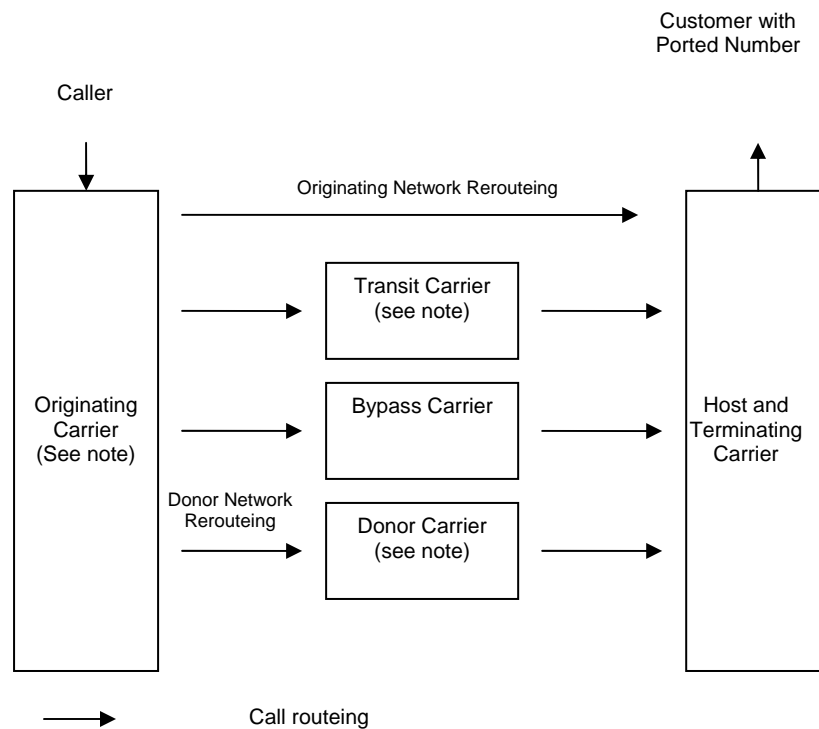 Customer with
Ported Number
Caller
Originating Network Rerouteing
Transit Carrier
(see note)
Originating
Carrier
(See note)
Bypass Carrier
Host and
Terminating
Carrier
Donor Network
Rerouteing
Donor Carrier
(see note)
Call routeing